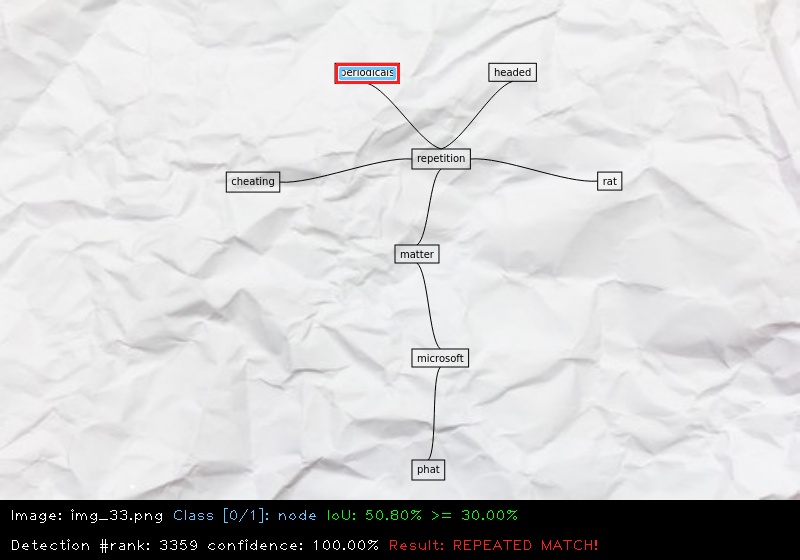 periodicals
headed
repetition
cheating
rat
matter
microsoft
phat
Image: img_33.png Class [0/1]: node IoU: 50.80% >= 30.00%
Detection #rank: 3359 confidence: 100.00% Result: REPEATED MATCH!